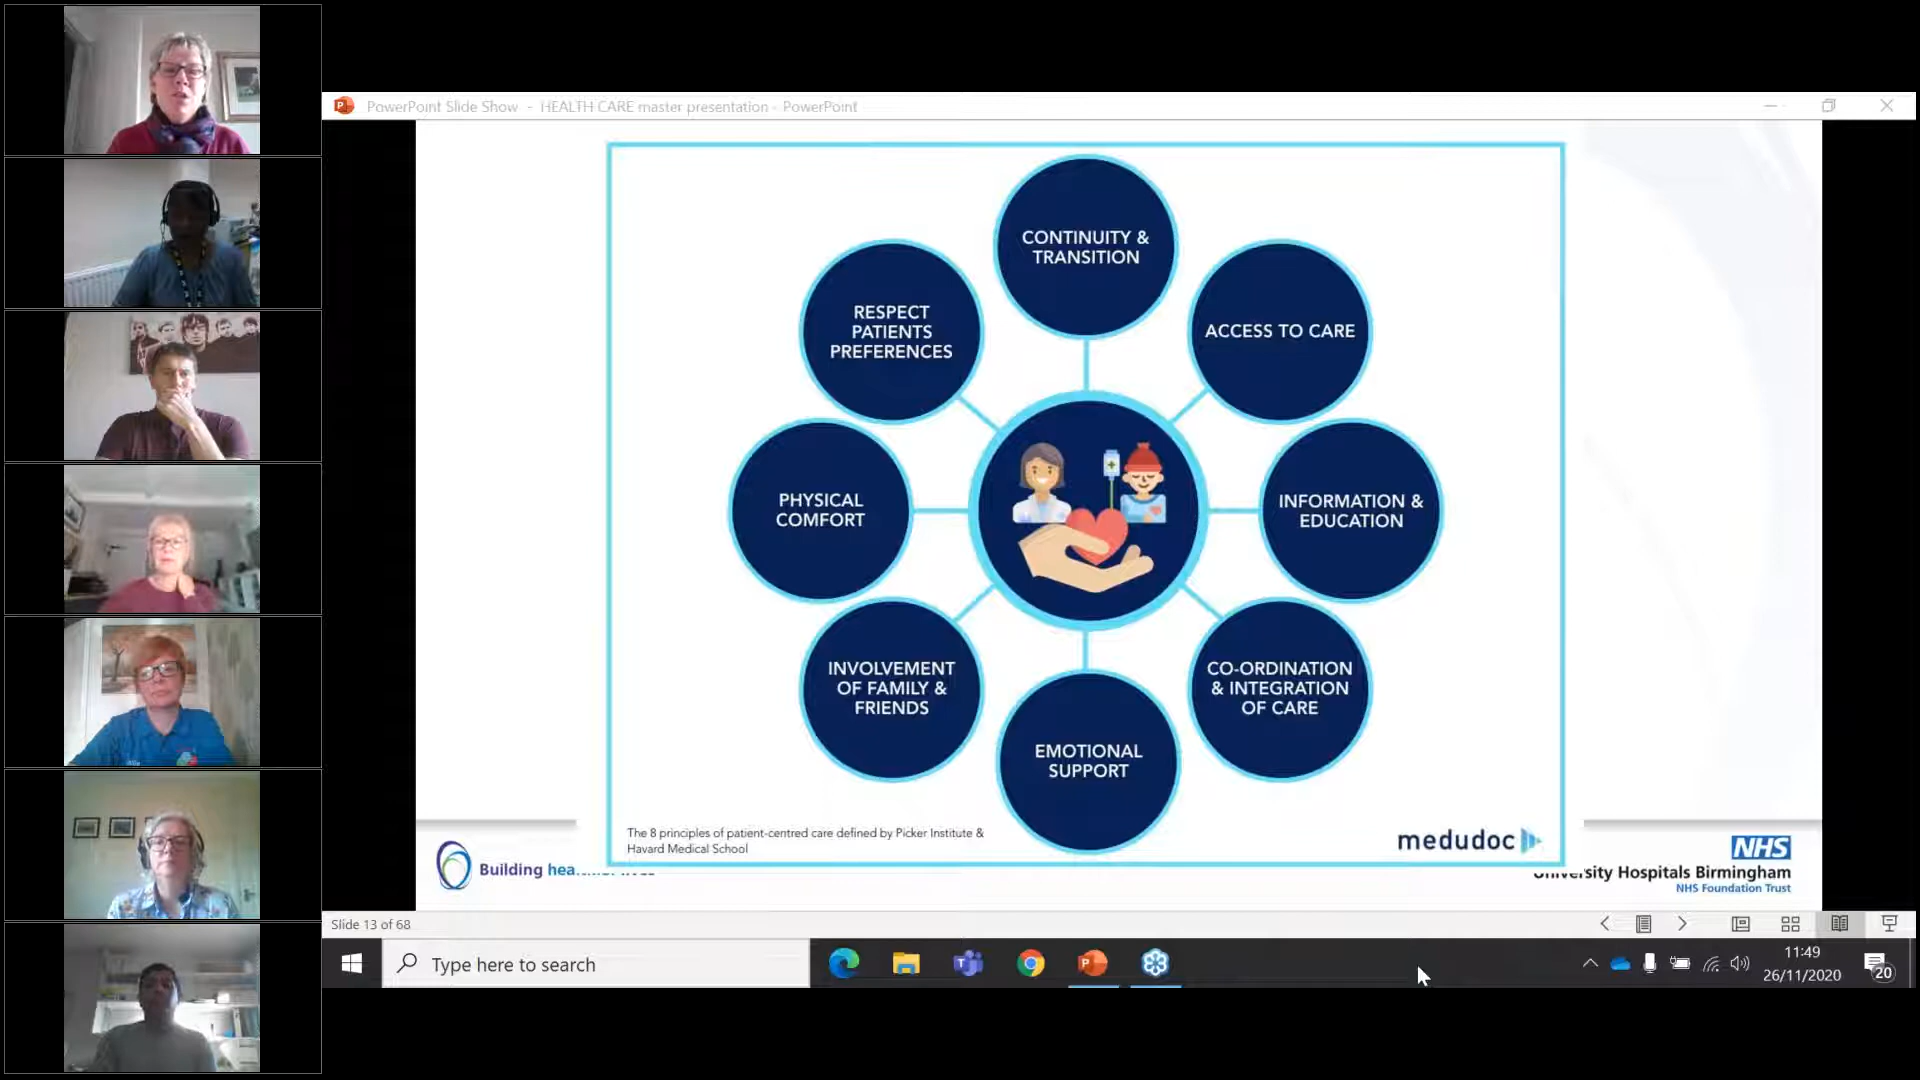 PowerPoint Slide Show - HEALTH CARE master presentation - PowerPoint
CONTINUITY &
TRANSITION
RESPECT
PATIENTS
PREFERENCES
ACCESS TO CARE
PHYSICAL
COMFORT
INFORMATION &
EDUCATION
INVOLVEMENT
OF FAMILY &
FRIENDS
CO-ORDINATION
& INTEGRATION
OF CARE
EMOTIONAL
SUPPORT
The 8 principles of patient-centred care defined by Picker Institute &
Havard Medical School
medudoc
Building
NHS
University Hospitals Birmingham
NHS Foundation Trust
Slide 13 of 68
Type here to search
11:49
26/11/2020
20